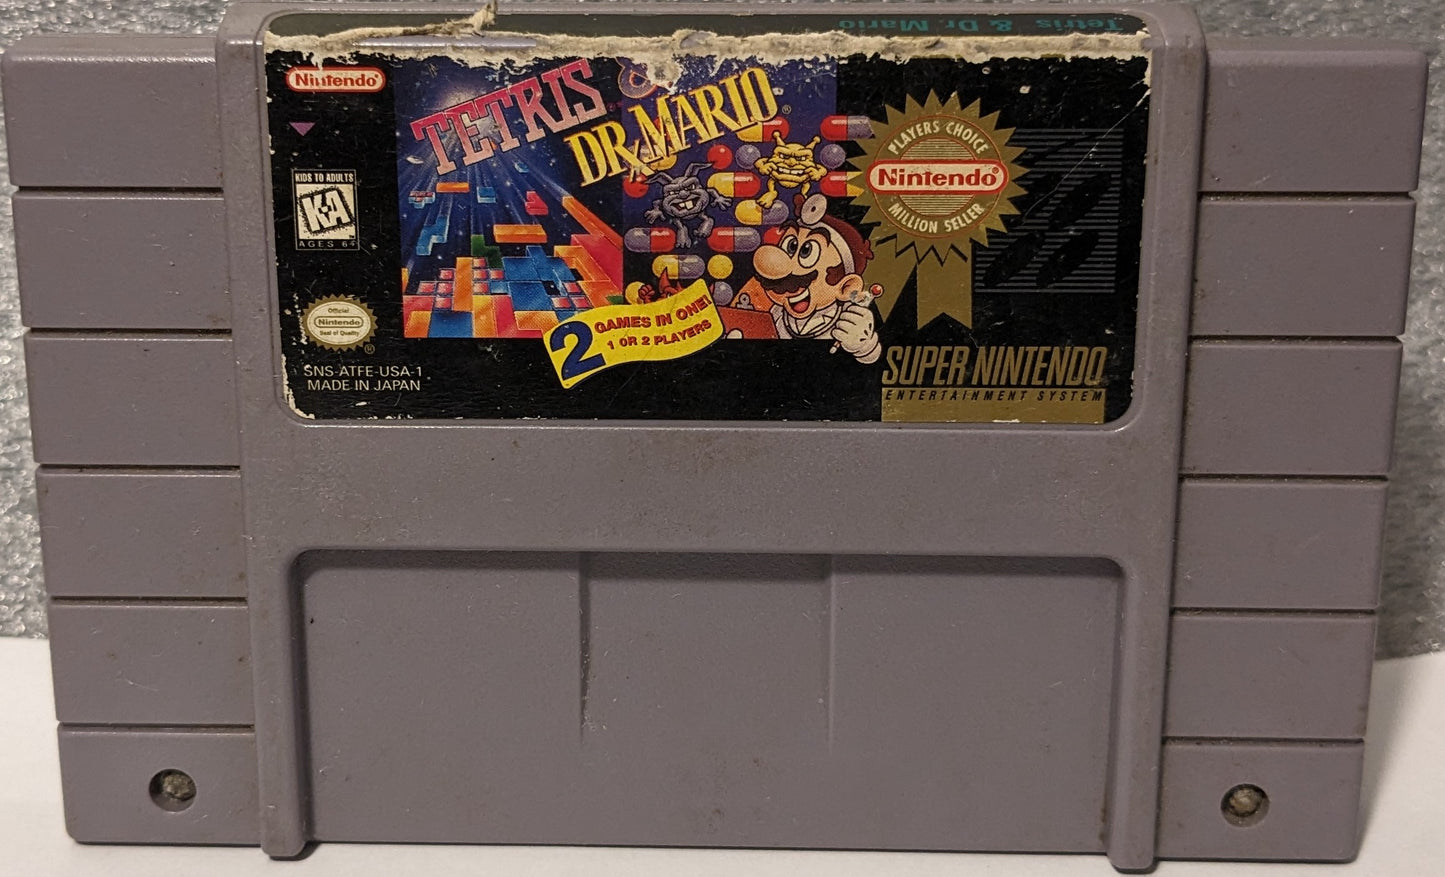 Tetris & Dr. Mario
Nintendo®
TETRIS &
DR. MARIO®
KIDS TO ADULTS
K-A
AGES 6+
PLAYERS CHOICE
Nintendo®
MILLION SELLER
Official
Nintendo
Seal of Quality
®
2 GAMES IN ONE!
1 OR 2 PLAYERS
SNS-ATFE-USA-1
MADE IN JAPAN
SUPER NINTENDO
ENTERTAINMENT SYSTEM